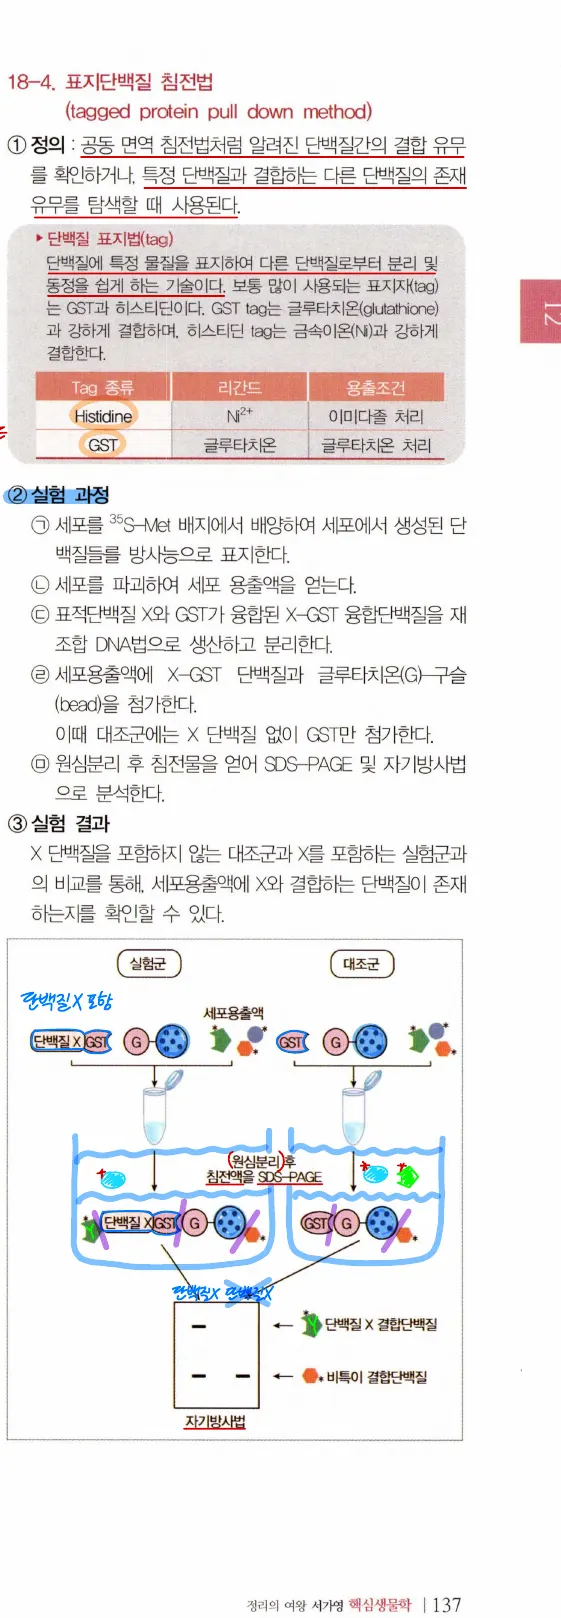 18-4. 표지단백질 침전법
(tagged protein pull down method)
① 정의 : 공동 면역 침전법처럼 알려진 단백질간의 결합 유무
를 확인하거나, 특정 단백질과 결합하는 다른 단백질의 존재
유무를 탐색할 때 사용된다.
▶ 단백질 표지법(tag)
단백질에 특정 물질을 표지하여 다른 단백질로부터 분리 및
동정을 쉽게 하는 기술이다. 보통 많이 사용되는 표지자(tag)
는 GST과 히스티딘이다. GST tag는 글루타치온(glutathione)
과 강하게 결합하며, 히스티딘 tag는 금속이온(Ni)과 강하게
결합한다.
Tag 종류 리간드 용출조건
Histidine Ni2+ 이미다졸 처리
GST 글루타치온 글루타치온 처리
12
② 실험 과정
㉠ 세포를 35S-Met 배지에서 배양하여 세포에서 생성된 단
백질들를 방사능으로 표지한다.
㉡ 세포를 파괴하여 세포 용출액을 얻는다.
㉢ 표적단백질 X와 GST가 융합된 X-GST 융합단백질을 재
조합 DNA법으로 생산하고 분리한다.
㉣ 세포용출액에 X-GST 단백질과 글루타치온(G)-구슬
(bead)을 첨가한다.
이때 대조군에는 X 단백질 없이 GST만 첨가한다.
㉤ 원심분리 후 침전물을 얻어 SDS-PAGE 및 자기방사법
으로 분석한다.
③ 실험 결과
X 단백질을 포함하지 않는 대조군과 X를 포함하는 실험군과
의 비교를 통해, 세포용출액에 X와 결합하는 단백질이 존재
하는지를 확인할 수 있다.
실험군 대조군
단백질X 포함
세포용출액
단백질 X GST G GST G
원심분리 후
침전액을 SDS-PAGE
단백질 X GST G GST G
단백질X 단백질X
단백질 X 결합단백질
비특이 결합단백질
자기방사법
정리의 여왕 서가영 핵심생물학 | 137